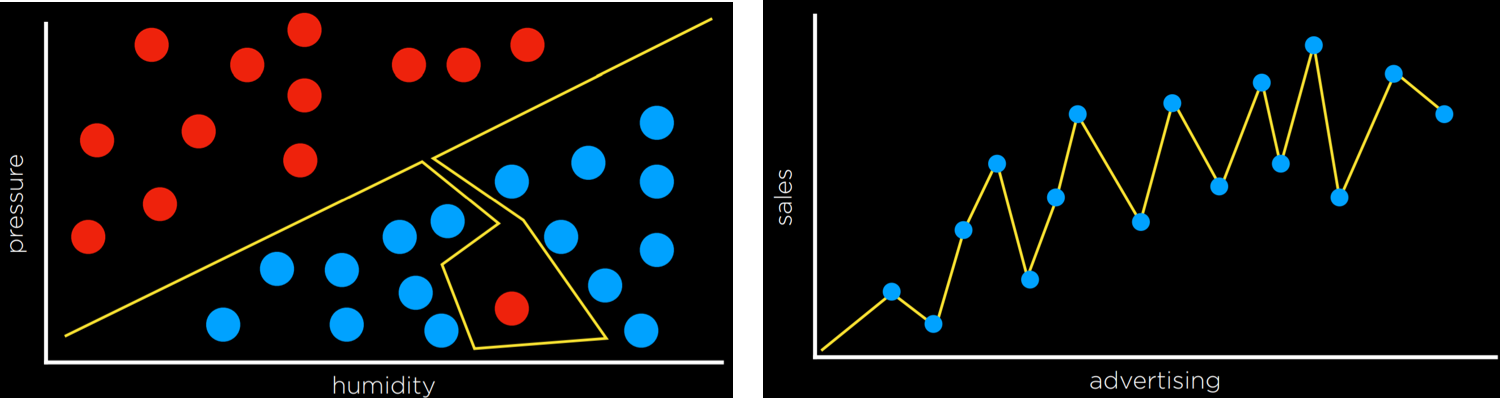 pressure
humidity
sales
advertising